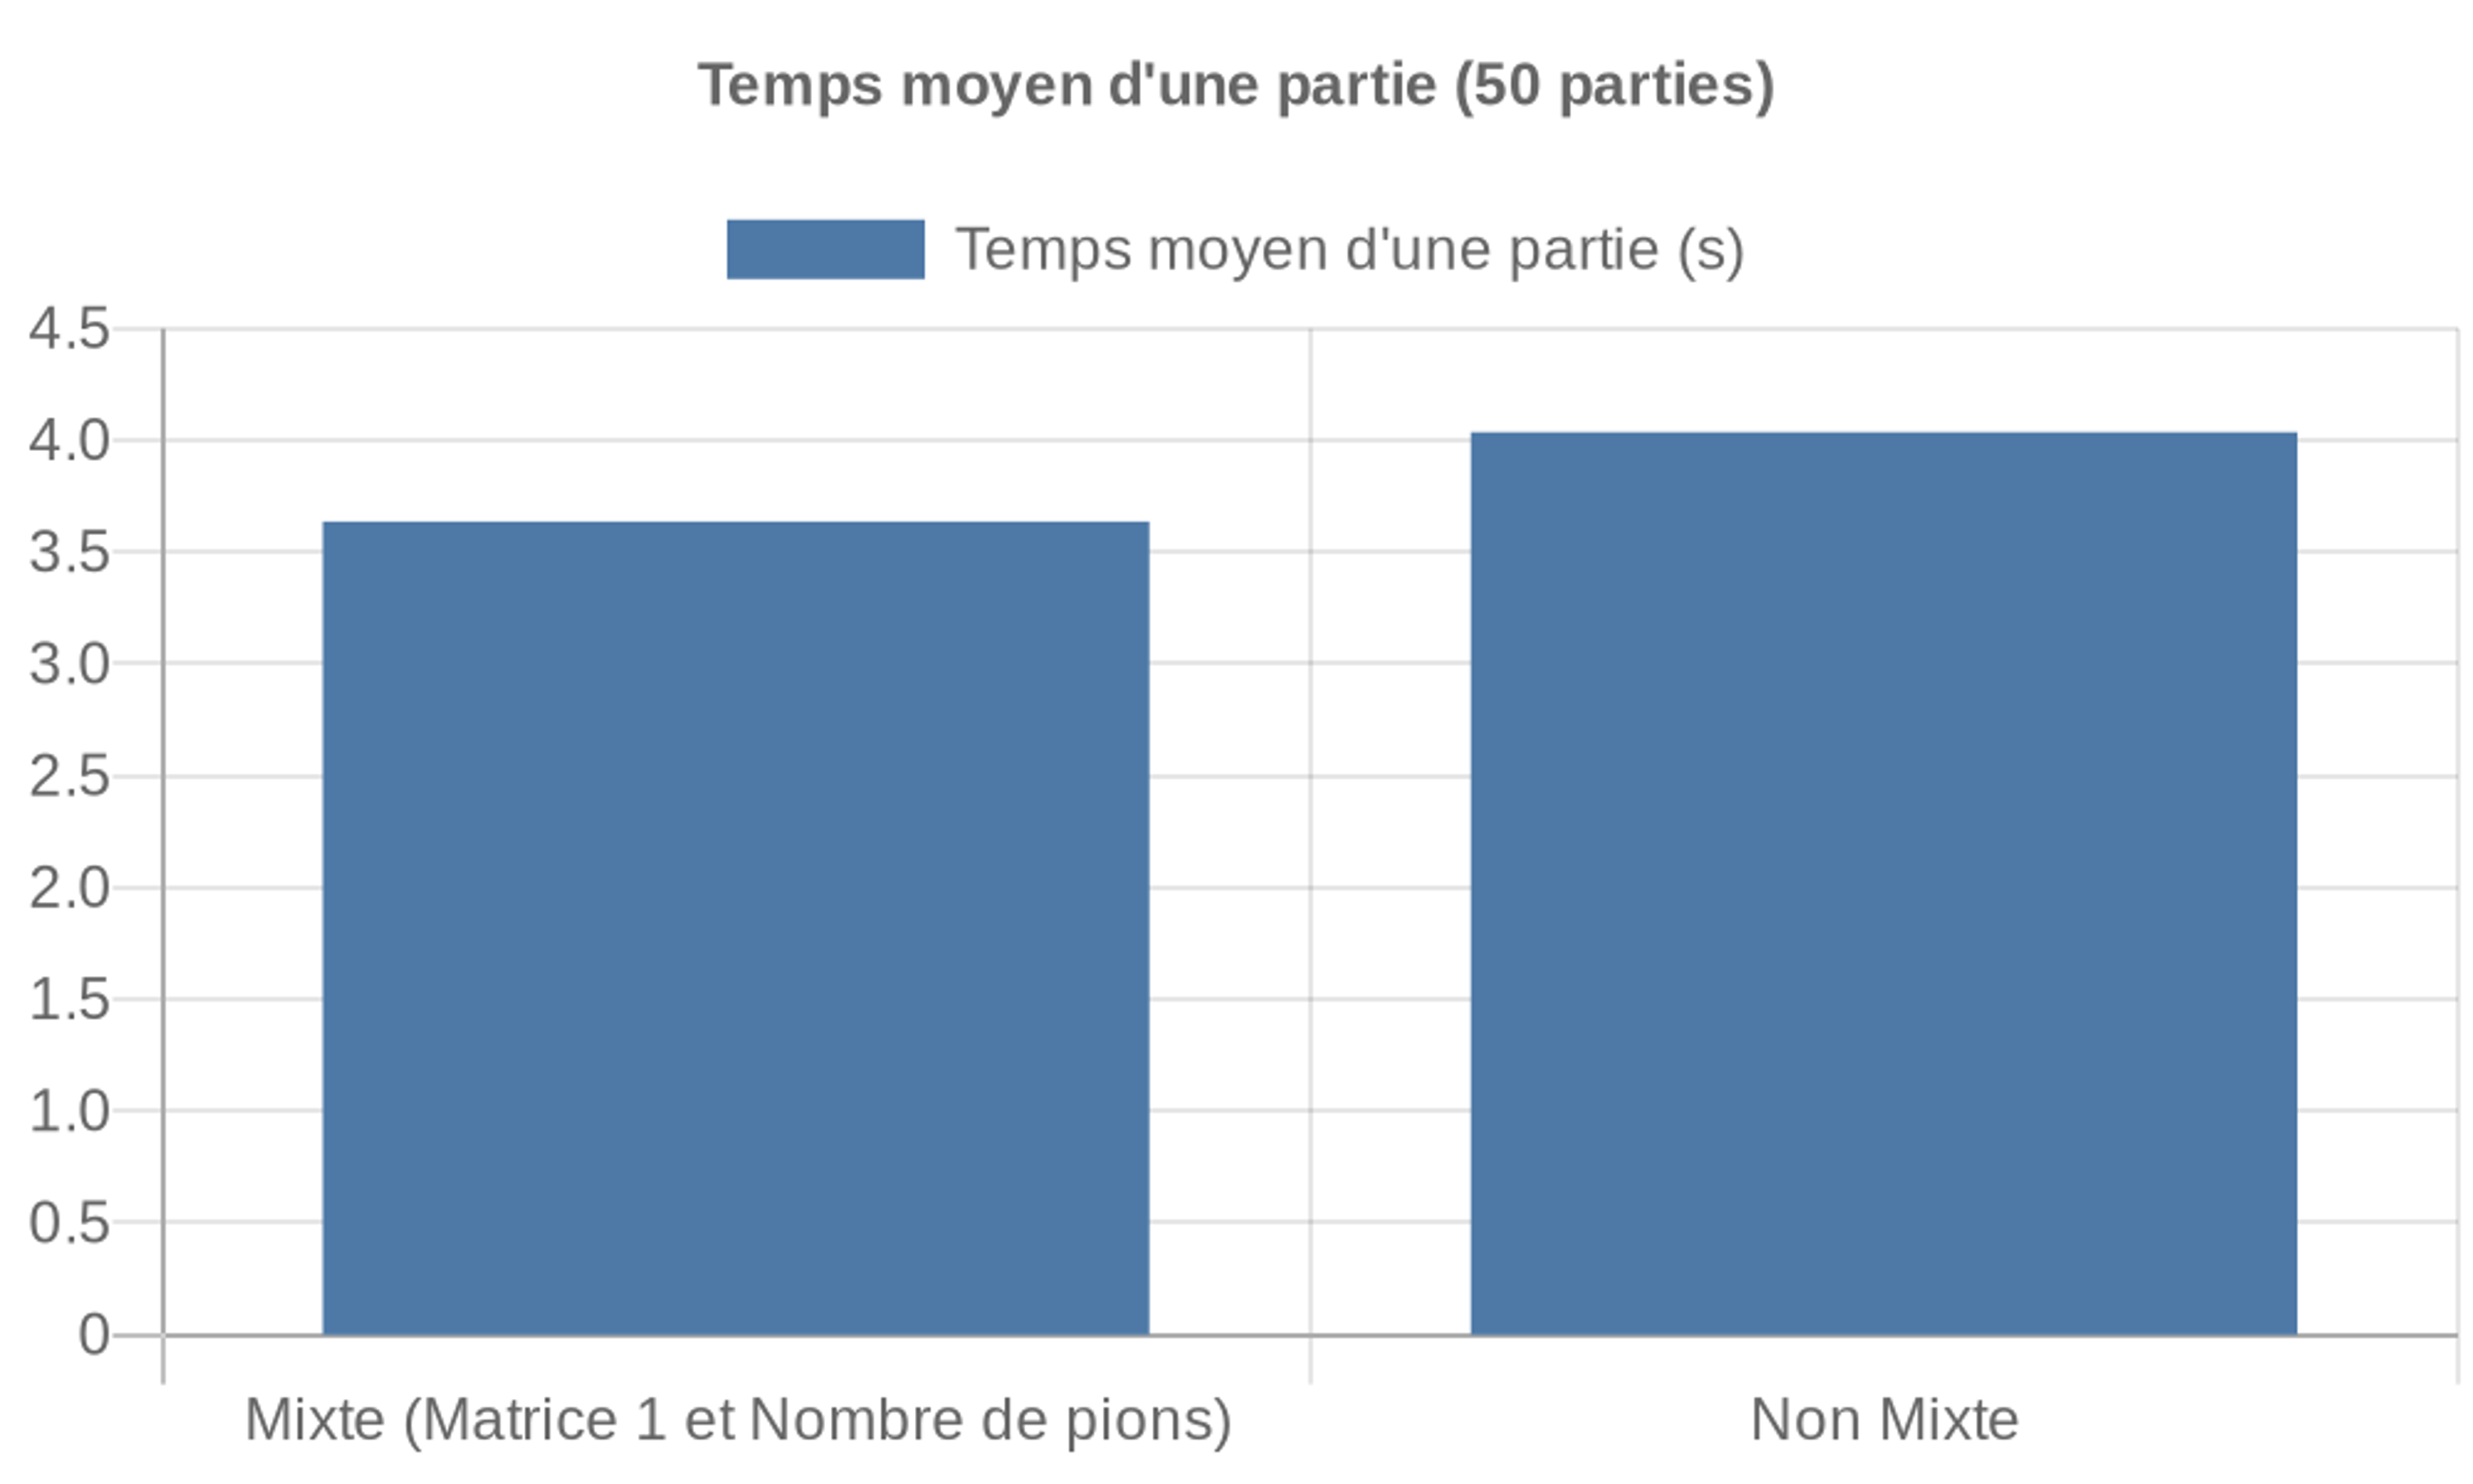 Temps moyen d'une partie (50 parties)
Temps moyen d'une partie (s)
4.5
4.0
3.5
3.0
2.5
2.0
1.5
1.0
0.5
0
Mixte (Matrice 1 et Nombre de pions)
Non Mixte